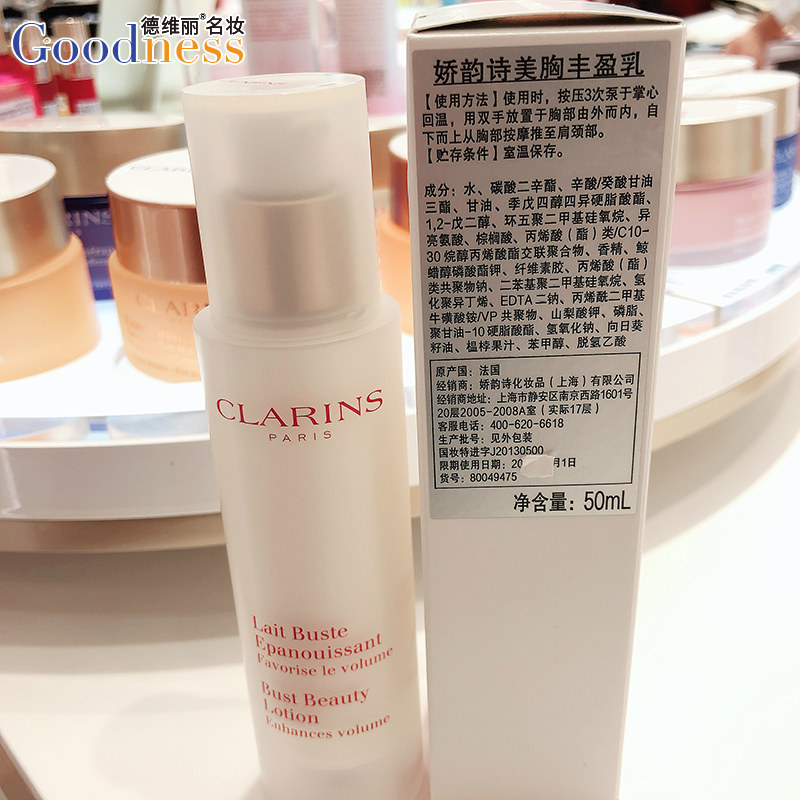 德维丽®名妆
Goodness
CLARINS
CLARINS
CLARINS
PARIS
Lait Buste
Epanouissant
Favorise le volume
Bust Beauty
Lotion
Enhances volume
娇韵诗美胸丰盈乳
【使用方法】使用时，按压3次泵于掌心
回温，用双手放置于胸部由外而内，自
下而上从胸部按摩推至肩颈部。
【贮存条件】室温保存。
成分：水、碳酸二辛酯、辛酸/癸酸甘油
三酯、甘油、季戊四醇四异硬脂酸酯、
1,2-戊二醇、环五聚二甲基硅氧烷、异
亮氨酸、棕榈酸、丙烯酸（酯）类/C10-
30 烷醇丙烯酸酯交联聚合物、香精、鲸
蜡醇磷酸酯钾、纤维素胶、丙烯酸（酯）
类共聚物钠、二苯基聚二甲基硅氧烷、氢
化聚异丁烯、EDTA 二钠、丙烯酰二甲基
牛磺酸铵/VP 共聚物、山梨酸钾、磷脂、
聚甘油-10 硬脂酸酯、氢氧化钠、向日葵
籽油、榅桲果汁、苯甲醇、脱氢乙酸
原产国：法国
经销商：娇韵诗化妆品（上海）有限公司
经销商地址：上海市静安区南京西路1601号
20层2005-2008A室（实际17层）
客服电话：400-620-6618
生产批号：见外包装
国妆特进字J20130500
限期使用日期：20 月1日
货号：80049475
净含量：50mL